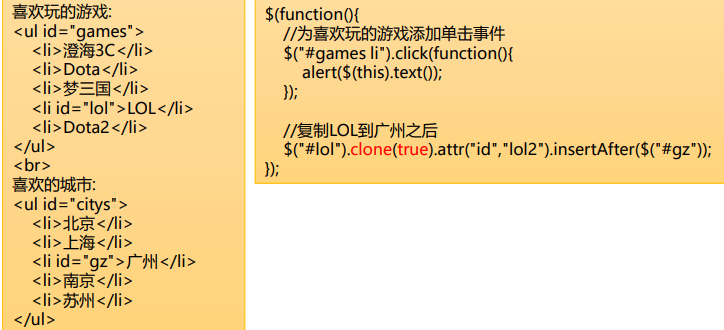 喜欢玩的游戏:
<ul id="games">
<li>澄海3C</li>
<li>Dota</li>
<li>梦三国</li>
<li id="lol">LOL</li>
<li>Dota2</li>
</ul>
<br>
喜欢的城市:
<ul id="citys">
<li>北京</li>
<li>上海</li>
<li id="gz">广州</li>
<li>南京</li>
<li>苏州</li>
</ul>
$(function(){
//为喜欢玩的游戏添加单击事件
$("#games li").click(function(){
alert($(this).text());
});
//复制LOL到广州之后
$("#lol").clone(true).attr("id","lol2").insertAfter($("#gz"));
});